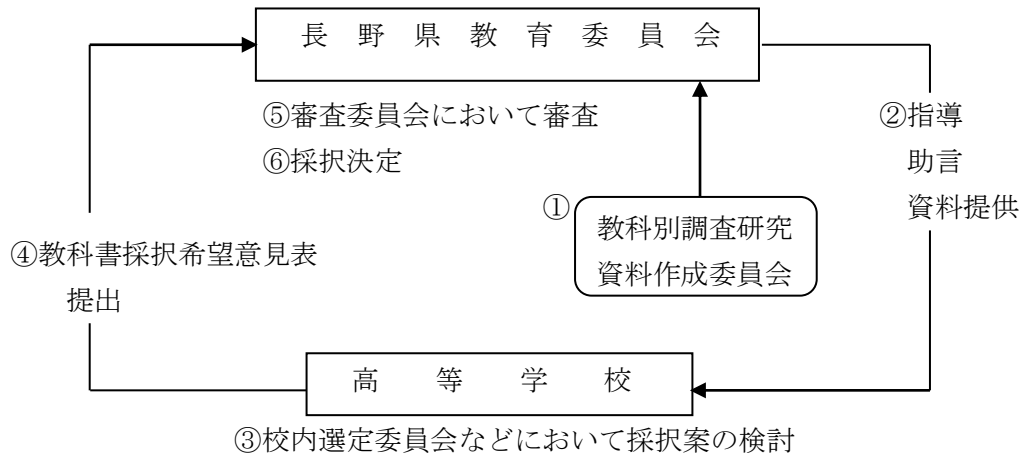 長野県教育委員会
⑤審査委員会において審査
⑥採択決定
②指導
助言
資料提供
①
教科別調査研究
資料作成委員会
④教科書採択希望意見表
提出
高等学校
③校内選定委員会などにおいて採択案の検討